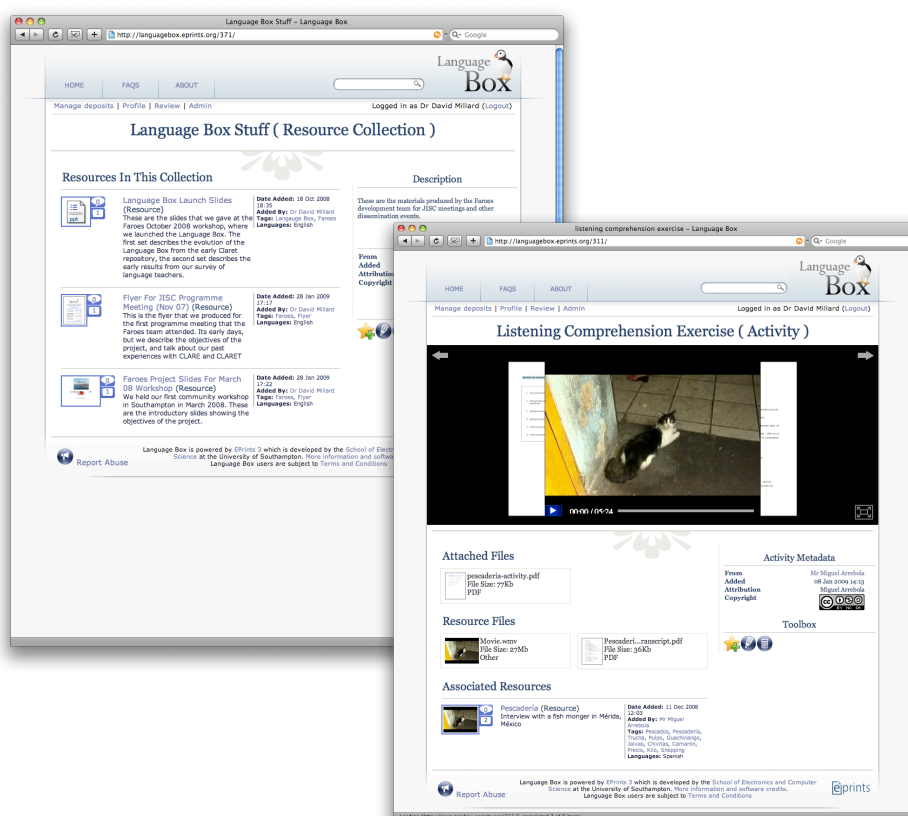 Language Box Stuff – Language Box
http://languagebox.eprints.org/371/
Google
Language
Box
HOME
FAQS
ABOUT
Manage deposits | Profile | Review | Admin
Logged in as Dr David Millard (Logout)
Language Box Stuff ( Resource Collection )
Resources In This Collection
ppt
0
1
Language Box Launch Slides
(Resource)
These are the slides that we gave at the
Faroes October 2008 workshop, where
we launched the Language Box. The
first set describes the evolution of the
Language Box from the early Claret
repository, the second set describes the
early results from our survey of
language teachers.
Date Added: 18 Oct 2008
18:35
Added By: Dr David Millard
Tags: Langauge Box, Faroes
Languages: English
0
1
Flyer For JISC Programme
Meeting (Nov 07) (Resource)
This is the flyer that we produced for
the first programme meeting that the
Faroes team attended. Its early days,
but we describe the objectives of the
project, and talk about our past
experiences with CLARE and CLARET
Date Added: 28 Jan 2009
17:17
Added By: Dr David Millard
Tags: Faroes, Flyer
Languages: English
0
1
Faroes Project Slides For March
08 Workshop (Resource)
We held our first community workshop
in Southampton in March 2008. These
are the introductory slides showing the
objectives of the project.
Date Added: 28 Jan 2009
17:22
Added By: Dr David Millard
Tags: Faroes, Flyer
Languages: English
Description
These are the materials produced by the Faroes
development team for JISC meetings and other
dissemination events.
From
Added
Attribution
Copyright
Report Abuse
Language Box is powered by EPrints 3 which is developed by the School of Electr
Science at the University of Southampton. More information and softwa
Language Box users are subject to Terms and Conditions
listening comprehension exercise – Language Box
http://languagebox.eprints.org/311/
Google
Language
Box
HOME
FAQS
ABOUT
Manage deposits | Profile | Review | Admin
Logged in as Dr David Millard (Logout)
Listening Comprehension Exercise ( Activity )
00:00 / 05:24
Attached Files
pescaderia-activity.pdf
File Size: 77Kb
PDF
Resource Files
Movie.wmv
File Size: 27Mb
Other
Pescaderi...ranscript.pdf
File Size: 36Kb
PDF
Associated Resources
0
2
Pescadería (Resource)
Interview with a fish monger in Mérida,
México
Date Added: 11 Dec 2008
12:03
Added By: Mr Miguel
Arrebola
Tags: Pescados, Pescadería,
Trucha, Pulpo, Guachinango,
Jaivas, Chivitas, Camarón,
Precio, Kilo, Shopping
Languages: Spanish
Activity Metadata
From Mr Miguel Arrebola
Added 08 Jan 2009 14:13
Attribution Miguel Arrebola
Copyright
cc
BY NC SA
Toolbox
Report Abuse
Language Box is powered by EPrints 3 which is developed by the School of Electronics and Computer
Science at the University of Southampton. More information and software credits.
Language Box users are subject to Terms and Conditions
eprints